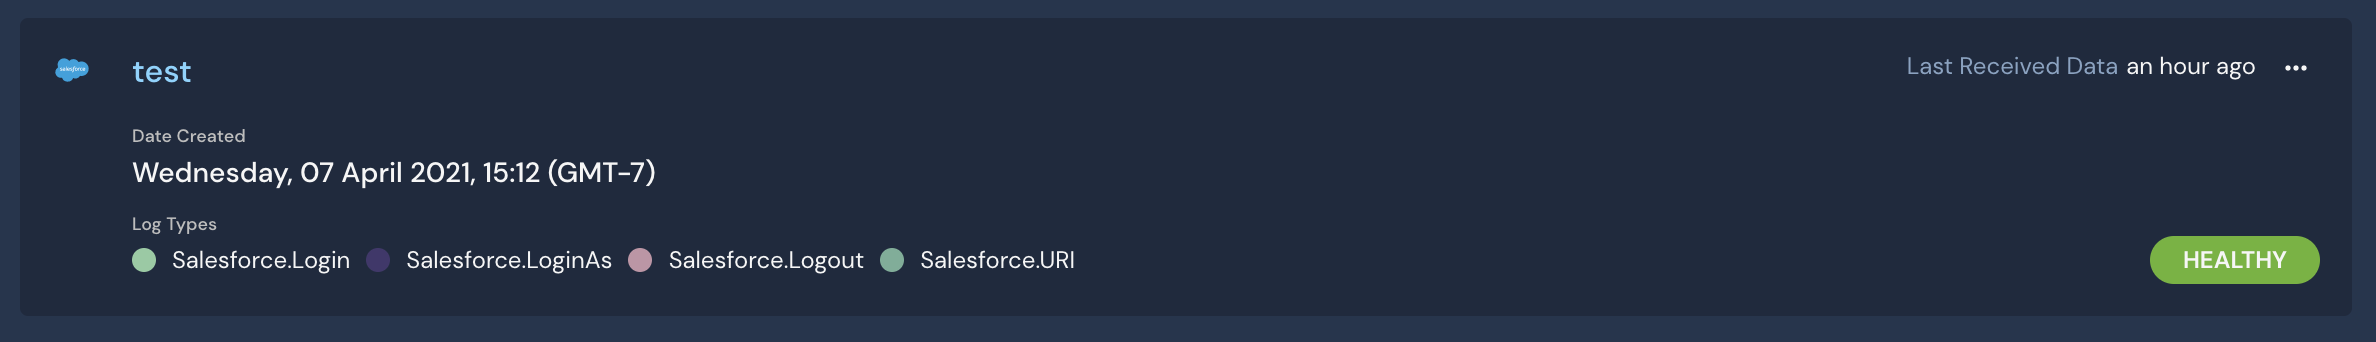 salesforce
test
Last Received Data an hour ago
Date Created
Wednesday, 07 April 2021, 15:12 (GMT-7)
Log Types
Salesforce.Login Salesforce.LoginAs Salesforce.Logout Salesforce.URI
HEALTHY